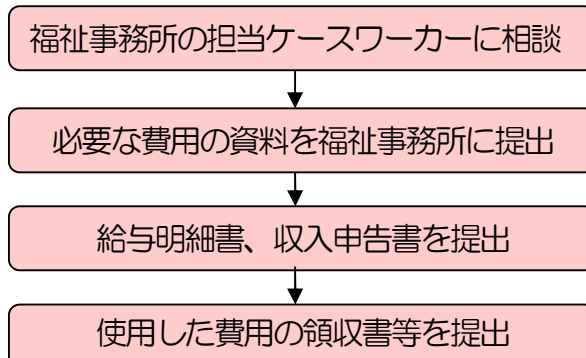 福祉事務所の担当ケースワーカーに相談
必要な費用の資料を福祉事務所に提出
給与明細書、収入申告書を提出
使用した費用の領収書等を提出